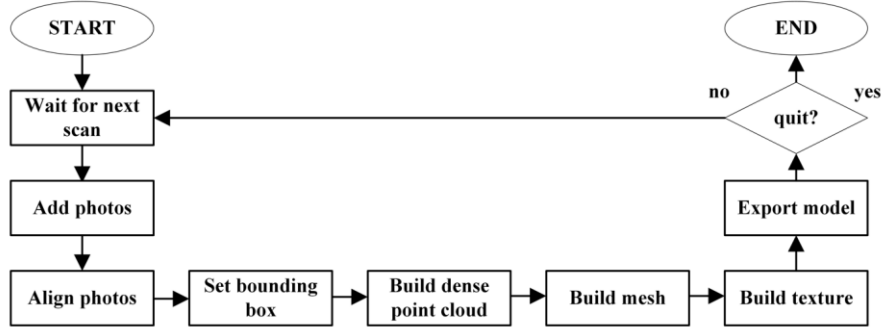 START
END
Wait for next
scan
no
yes
quit?
Add photos
Export model
Align photos
Set bounding
box
Build dense
point cloud
Build mesh
Build texture